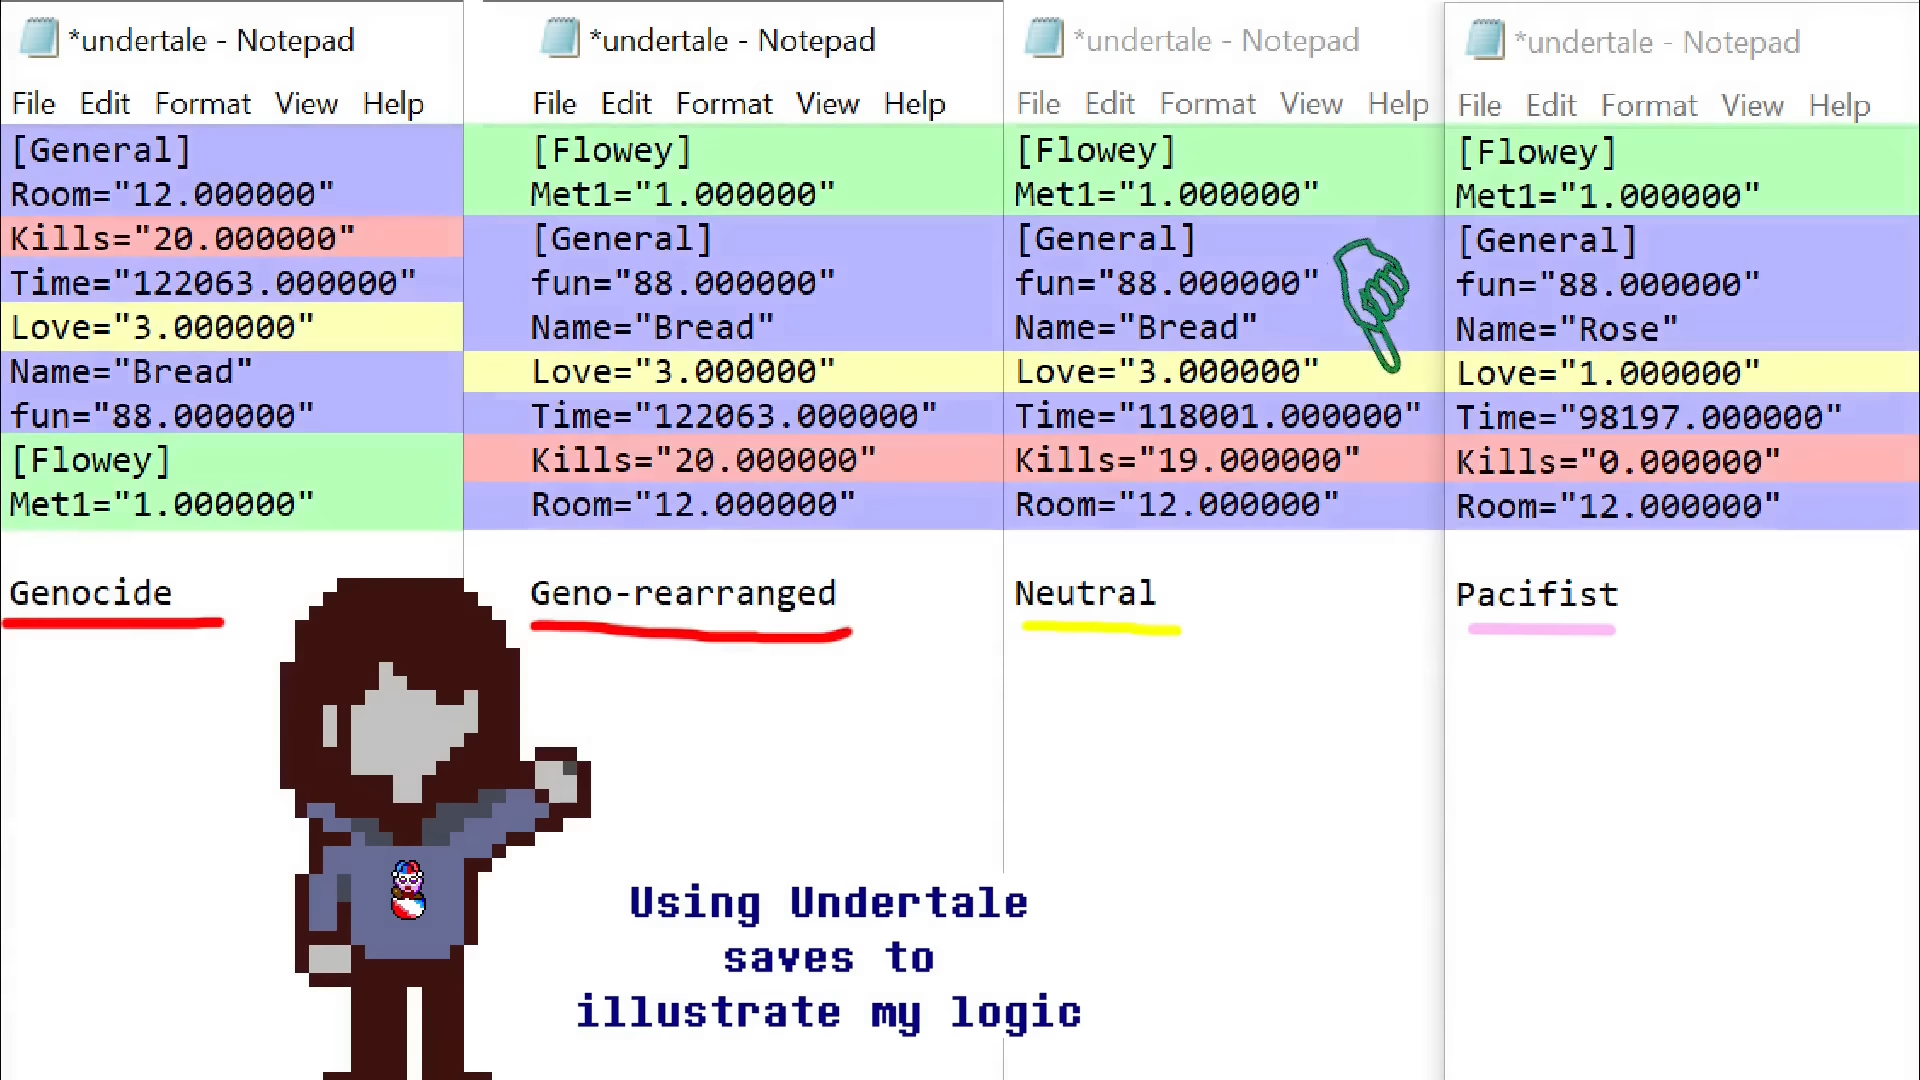 *undertale - Notepad
File Edit Format View Help
[General]
Room="12.000000"
Kills="20.000000"
Time="122063.000000"
Love="3.000000"
Name="Bread"
fun="88.000000"
[Flowey]
Met1="1.000000"
Genocide
*undertale - Notepad
File Edit Format View Help
[Flowey]
Met1="1.000000"
[General]
fun="88.000000"
Name="Bread"
Love="3.000000"
Time="122063.000000"
Kills="20.000000"
Room="12.000000"
Geno-rearranged
*undertale - Notepad
File Edit Format View Help
[Flowey]
Met1="1.000000"
[General]
fun="88.000000"
Name="Bread"
Love="3.000000"
Time="118001.000000"
Kills="19.000000"
Room="12.000000"
Neutral
*undertale - Notepad
File Edit Format View Help
[Flowey]
Met1="1.000000"
[General]
fun="88.000000"
Name="Rose"
Love="1.000000"
Time="98197.000000"
Kills="0.000000"
Room="12.000000"
Pacifist
Using Undertale
saves to
illustrate my logic